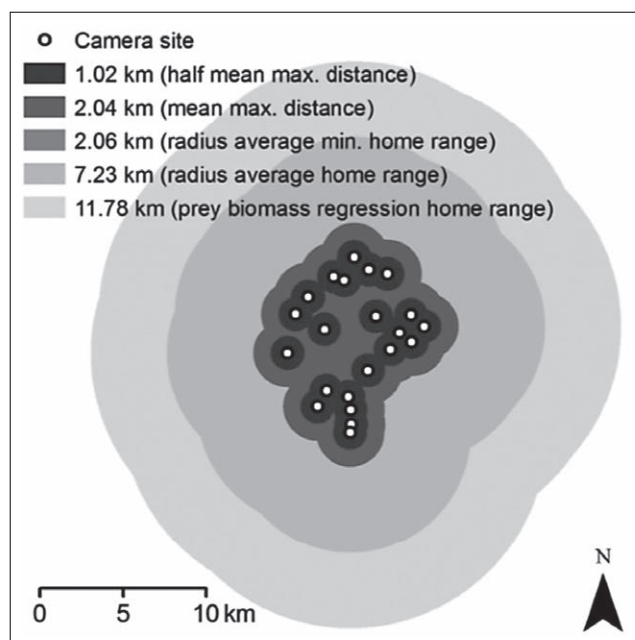 Camera site
1.02 km (half mean max. distance)
2.04 km (mean max. distance)
2.06 km (radius average min. home range)
7.23 km (radius average home range)
11.78 km (prey biomass regression home range)
N
0 5 10 km